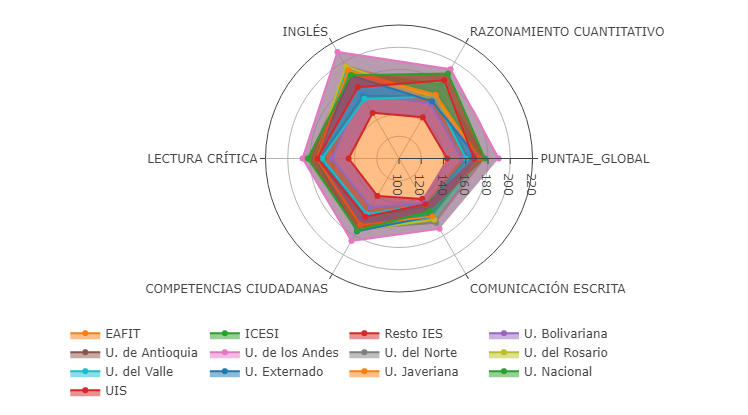 INGLÉS
RAZONAMIENTO CUANTITATIVO
LECTURA CRÍTICA
PUNTAJE_GLOBAL
100 120 140 160 180 200 220
COMPETENCIAS CIUDADANAS
COMUNICACIÓN ESCRITA
EAFIT ICESI Resto IES U. Bolivariana
U. de Antioquia U. de los Andes U. del Norte U. del Rosario
U. del Valle U. Externado U. Javeriana U. Nacional
UIS